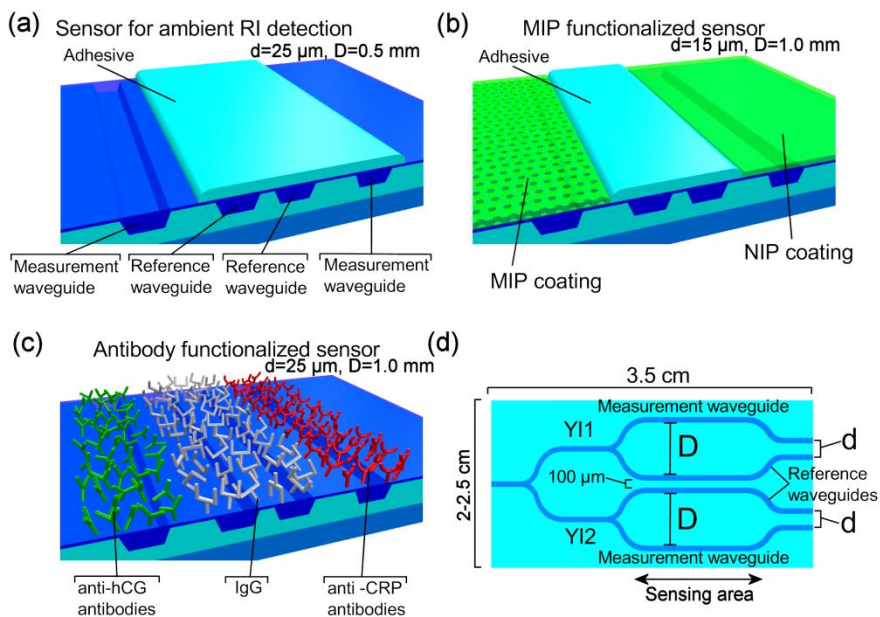 (a) Sensor for ambient RI detection
d=25 µm, D=0.5 mm
Adhesive
Measurement
waveguide
Reference
waveguide
Reference
waveguide
Measurement
waveguide
(b) MIP functionalized sensor
d=15 µm, D=1.0 mm
Adhesive
MIP coating
NIP coating
(c) Antibody functionalized sensor
d=25 µm, D=1.0 mm
anti-hCG
antibodies
IgG
anti -CRP
antibodies
(d)
3.5 cm
2-2.5 cm
Measurement waveguide
YI1
D
d
100 µm
Reference
waveguides
YI2
D
d
Measurement waveguide
Sensing area